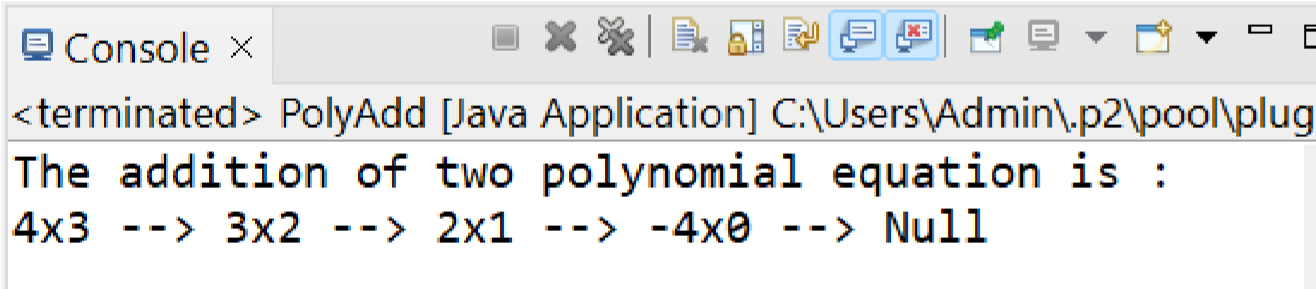 Console
<terminated> PolyAdd [Java Application] C:\Users\Admin\.p2\pool\plug
The addition of two polynomial equation is :
4x3 --> 3x2 --> 2x1 --> -4x0 --> Null